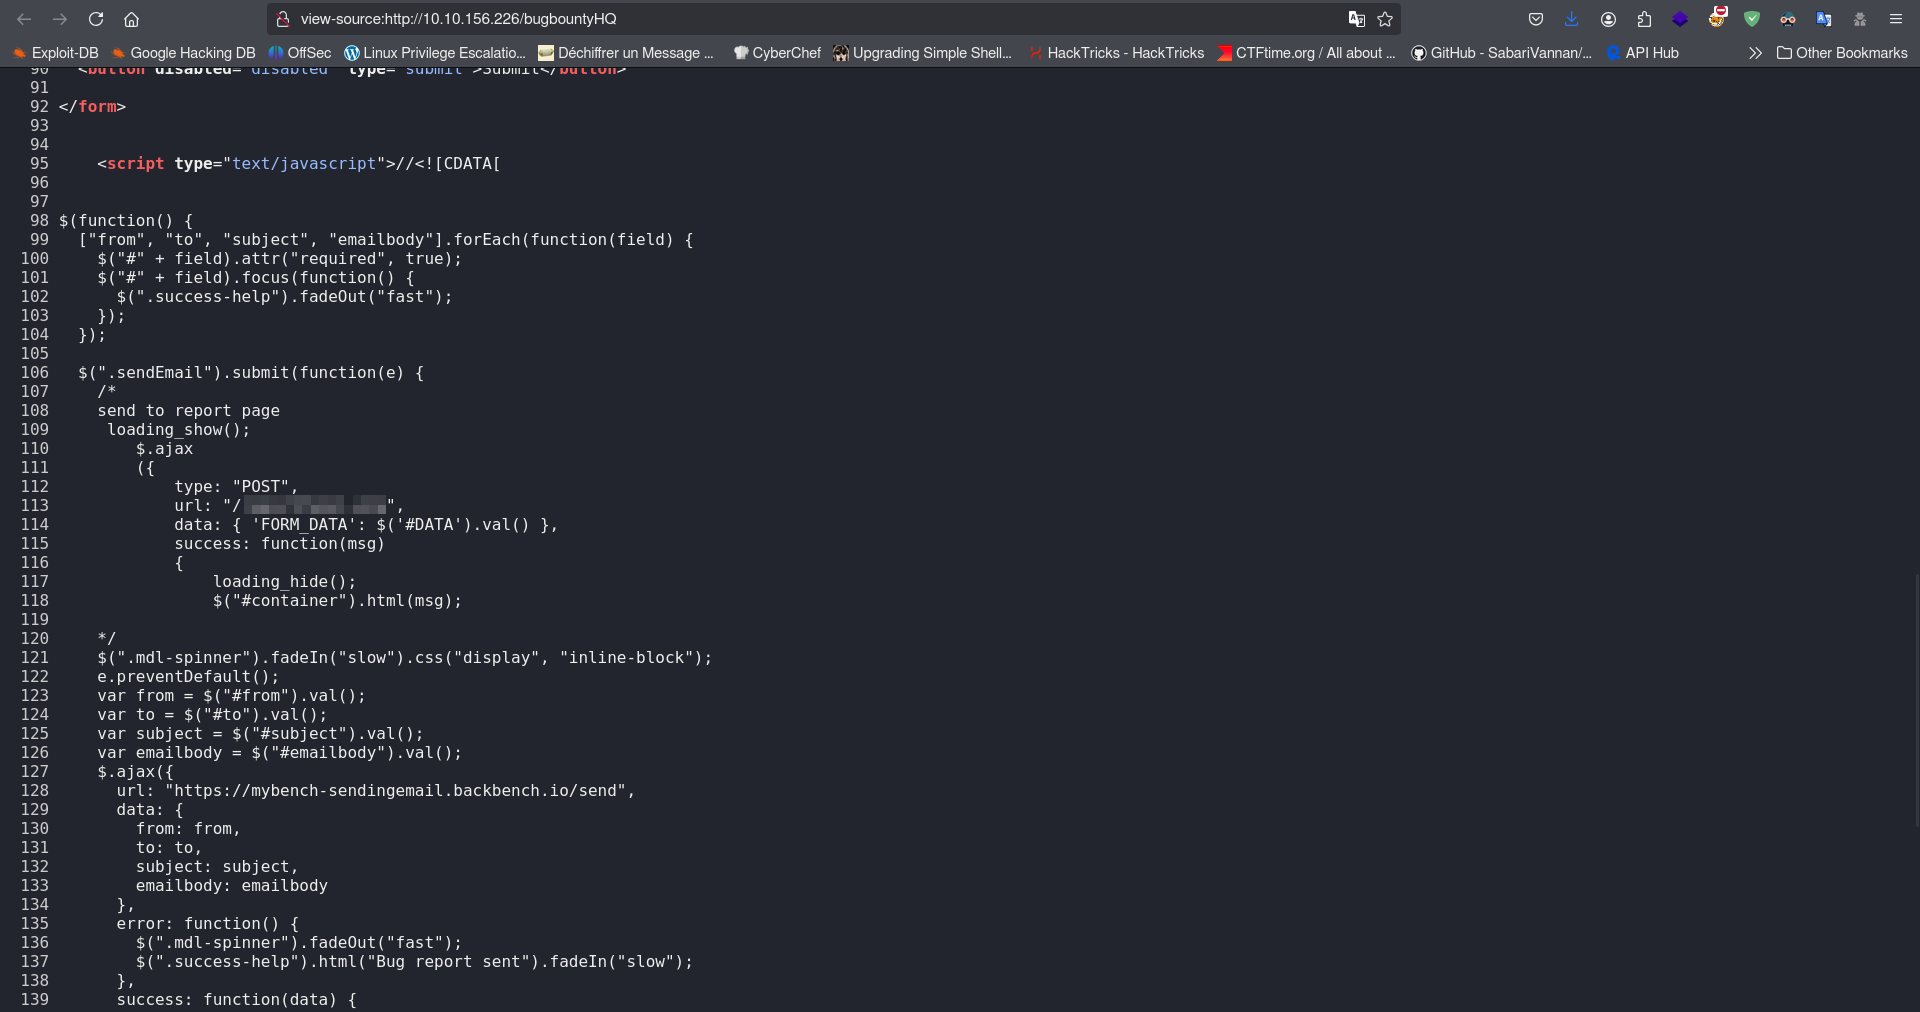 view-source:http://10.10.156.226/bugbountyHQ
Exploit-DB Google Hacking DB OffSec Linux Privilege Escalatio... Déchiffrer un Message ... CyberChef Upgrading Simple Shell... HackTricks - HackTricks CTFtime.org / All about ... GitHub - SabariVannan/... API Hub Other Bookmarks
90 <button disabled="disabled" type="submit">Submit</button>
91
92 </form>
93
94
95 <script type="text/javascript">//<![CDATA[
96
97
98 $(function() {
99 ["from", "to", "subject", "emailbody"].forEach(function(field) {
100 $("#" + field).attr("required", true);
101 $("#" + field).focus(function() {
102 $(".success-help").fadeOut("fast");
103 });
104 });
105
106 $(".sendEmail").submit(function(e) {
107 /*
108 send to report page
109 loading_show();
110 $.ajax
111 ({
112 type: "POST",
113 url: "/ ",
114 data: { 'FORM_DATA': $('#DATA').val() },
115 success: function(msg)
116 {
117 loading_hide();
118 $("#container").html(msg);
119
120 */
121 $(".mdl-spinner").fadeIn("slow").css("display", "inline-block");
122 e.preventDefault();
123 var from = $("#from").val();
124 var to = $("#to").val();
125 var subject = $("#subject").val();
126 var emailbody = $("#emailbody").val();
127 $.ajax({
128 url: "https://mybench-sendingemail.backbench.io/send",
129 data: {
130 from: from,
131 to: to,
132 subject: subject,
133 emailbody: emailbody
134 },
135 error: function() {
136 $(".mdl-spinner").fadeOut("fast");
137 $(".success-help").html("Bug report sent").fadeIn("slow");
138 },
139 success: function(data) {